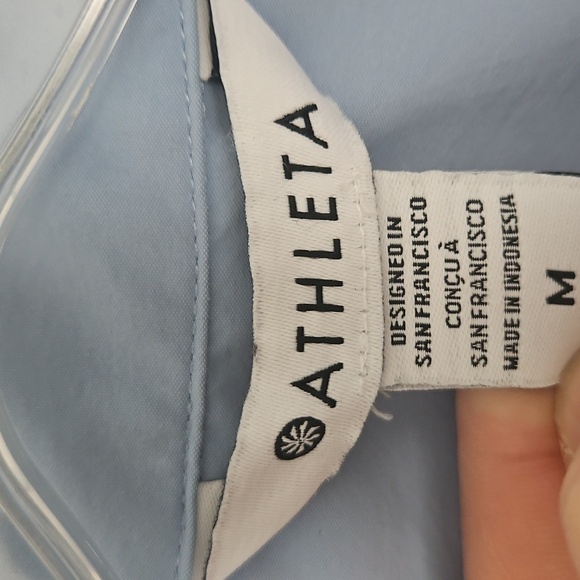 ATHLETA
DESIGNED IN
SAN FRANCISCO
CONÇU À
SAN FRANCISCO
MADE IN INDONESIA
M